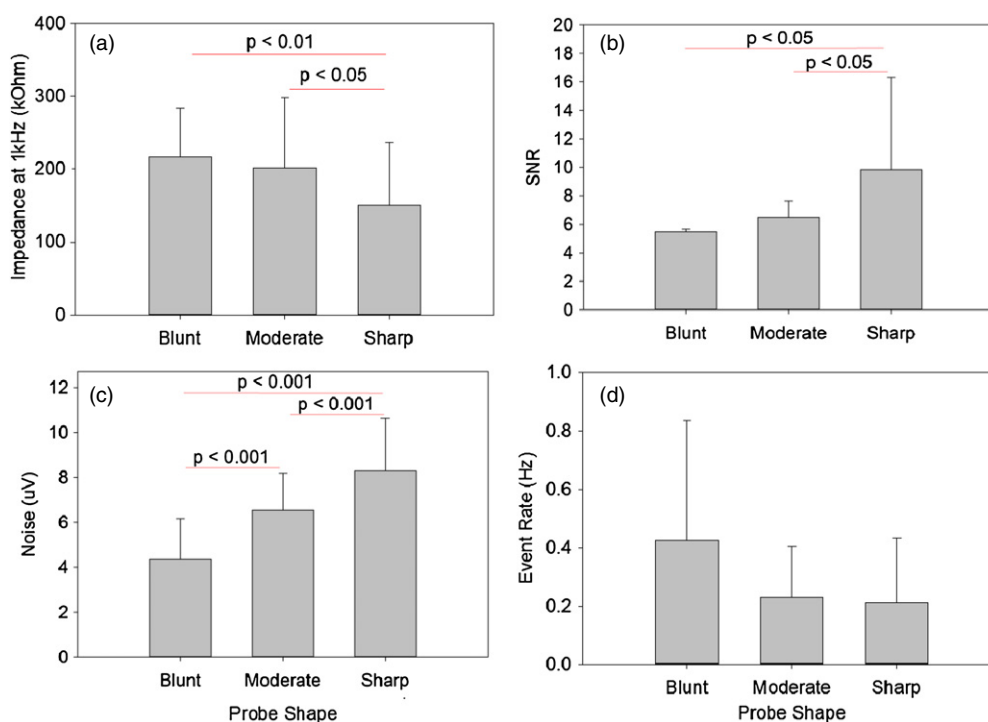 (a)
Impedance at 1kHz (kOhm)
400
300
200
100
0
p < 0.01
p < 0.05
Blunt Moderate Sharp
(b)
SNR
20
18
16
14
12
10
8
6
4
2
0
p < 0.05
p < 0.05
Blunt Moderate Sharp
(c)
Noise (uV)
12
10
8
6
4
2
0
p < 0.001
p < 0.001
p < 0.001
Blunt Moderate Sharp
Probe Shape
(d)
Event Rate (Hz)
1.0
0.8
0.6
0.4
0.2
0.0
Blunt Moderate Sharp
Probe Shape